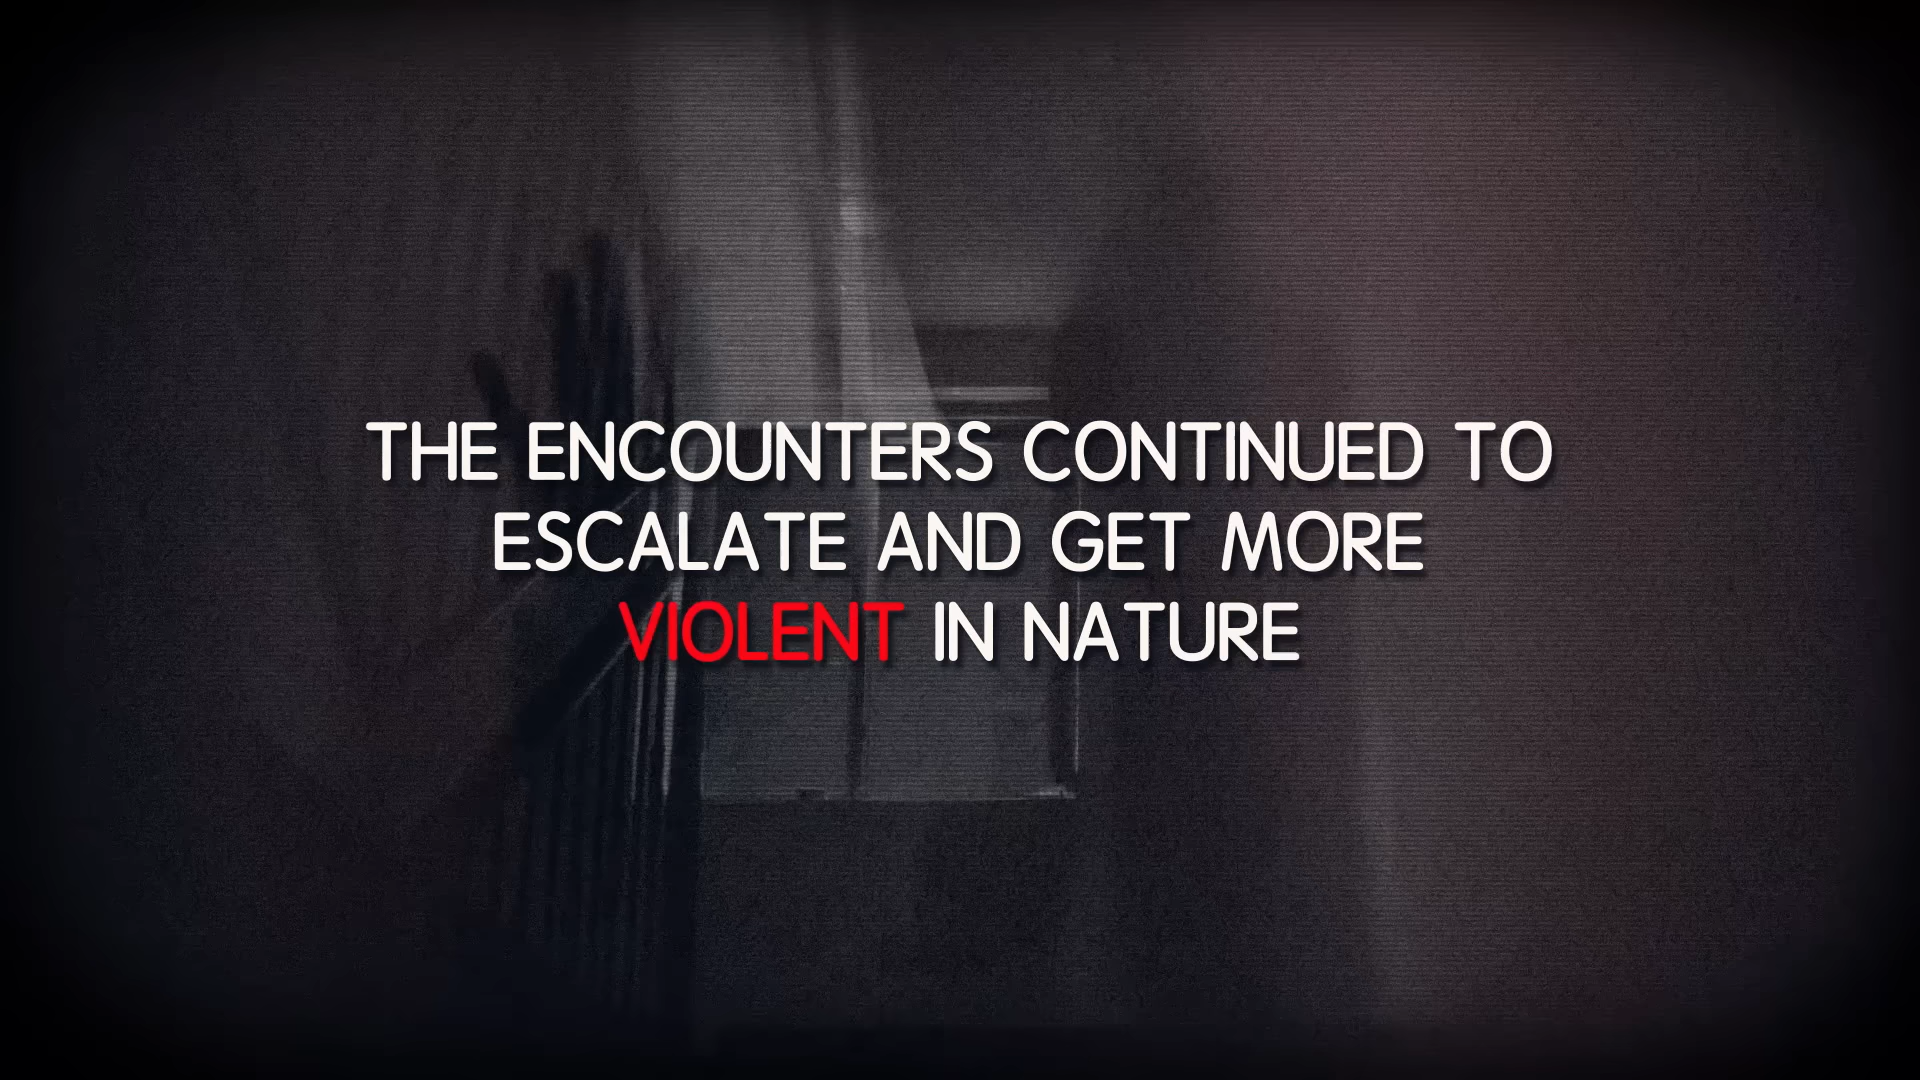 THE ENCOUNTERS CONTINUED TO
ESCALATE AND GET MORE
VIOLENT IN NATURE